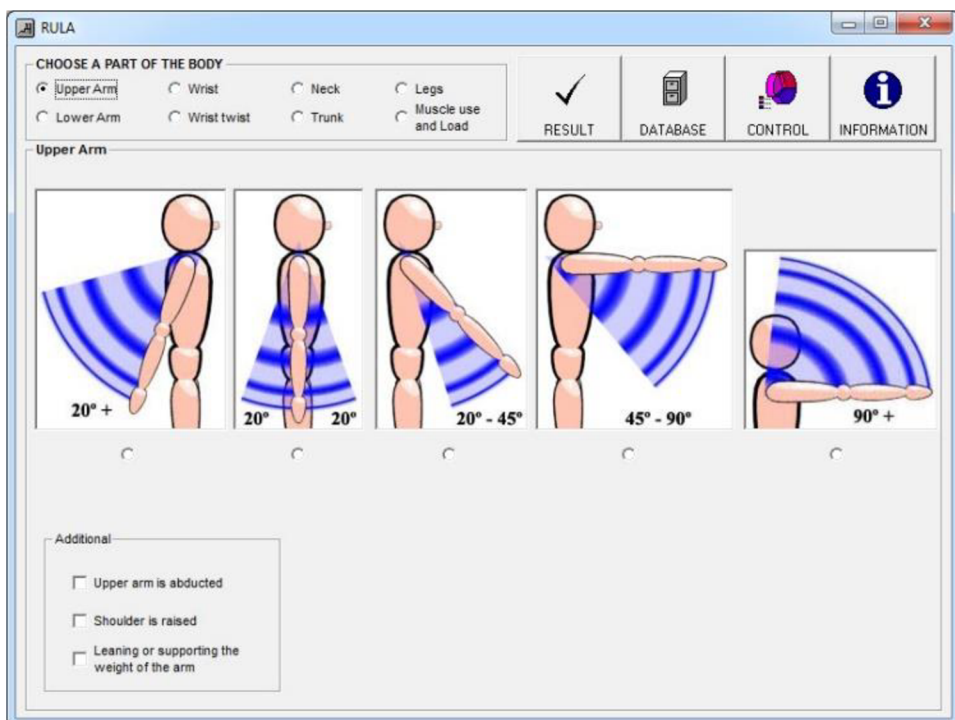 RULA
CHOOSE A PART OF THE BODY
Upper Arm Wrist Neck Legs
Lower Arm Wrist twist Trunk Muscle use
and Load
RESULT DATABASE CONTROL INFORMATION
Upper Arm
20° + 20° 20° 20° - 45° 45° - 90° 90° +
Additional
Upper arm is abducted
Shoulder is raised
Leaning or supporting the
weight of the arm